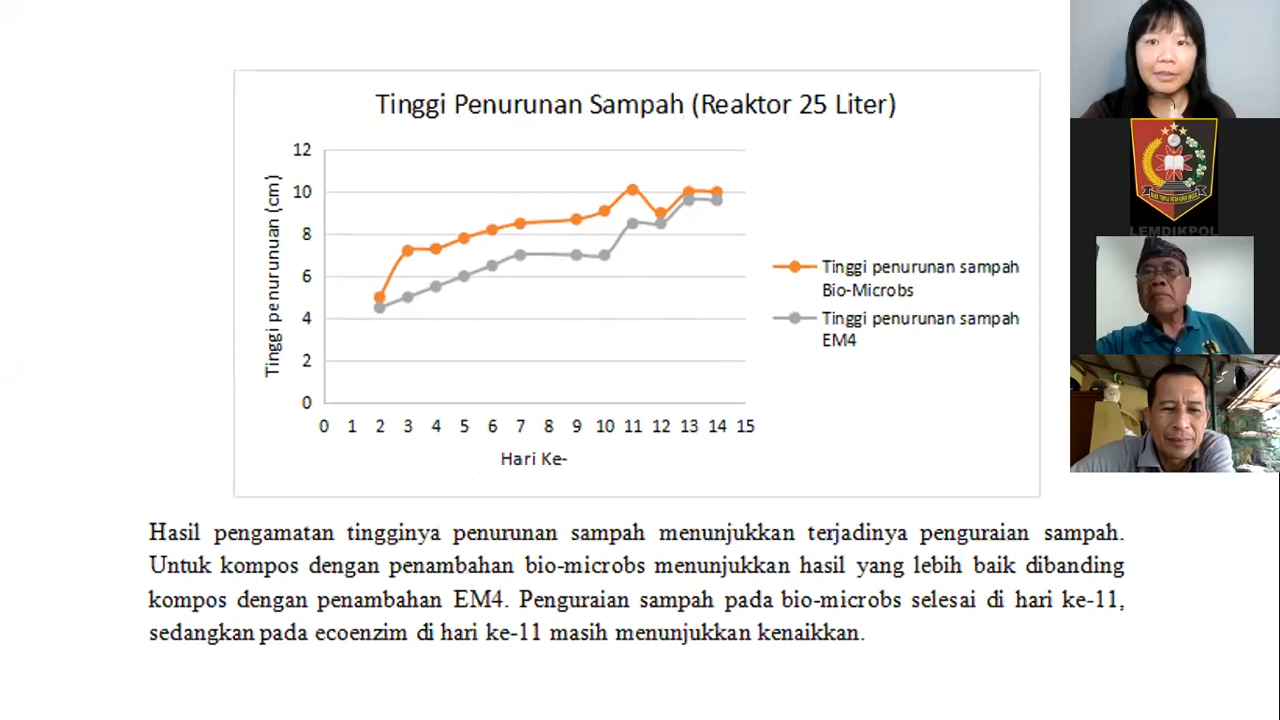 Tinggi Penurunan Sampah (Reaktor 25 Liter)
Tinggi penurunuan (cm)
12
10
8
6
4
2
0
0 1 2 3 4 5 6 7 8 9 10 11 12 13 14 15
Hari Ke-
Tinggi penurunan sampah
Bio-Microbs
Tinggi penurunan sampah
EM4
Hasil pengamatan tingginya penurunan sampah menunjukkan terjadinya penguraian sampah.
Untuk kompos dengan penambahan bio-microbs menunjukkan hasil yang lebih baik dibanding
kompos dengan penambahan EM4. Penguraian sampah pada bio-microbs selesai di hari ke-11,
sedangkan pada ecoenzim di hari ke-11 masih menunjukkan kenaikkan.
LEMDIKPOL